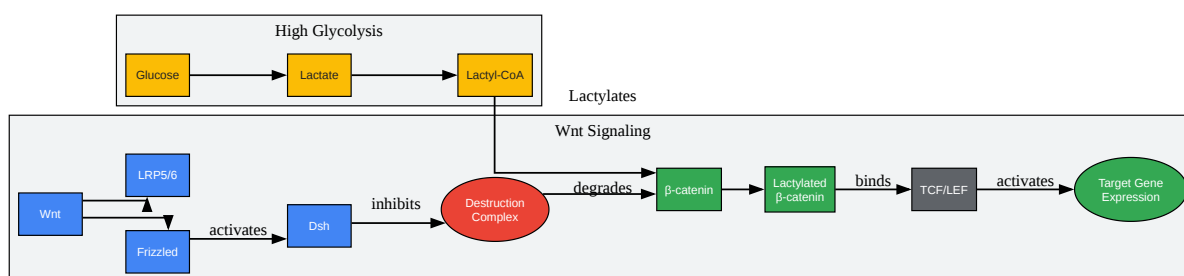 High Glycolysis
Glucose
Lactate
Lactyl-CoA
Lactylates
Wnt Signaling
LRP5/6
Wnt
Frizzled
activates
Dsh
inhibits
Destruction
Complex
degrades
β-catenin
Lactylated
β-catenin
binds
TCF/LEF
activates
Target Gene
Expression